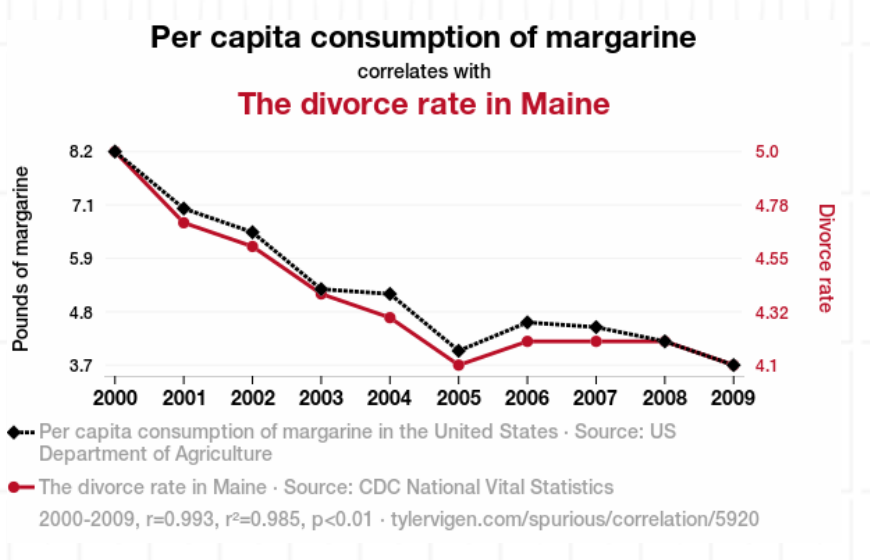 Per capita consumption of margarine
correlates with
The divorce rate in Maine
8.2
7.1
5.9
4.8
3.7
Pounds of margarine
5.0
4.78
4.55
4.32
4.1
Divorce rate
2000 2001 2002 2003 2004 2005 2006 2007 2008 2009
Per capita consumption of margarine in the United States · Source: US
Department of Agriculture
The divorce rate in Maine · Source: CDC National Vital Statistics
2000-2009, r=0.993, r²=0.985, p<0.01 · tylervigen.com/spurious/correlation/5920